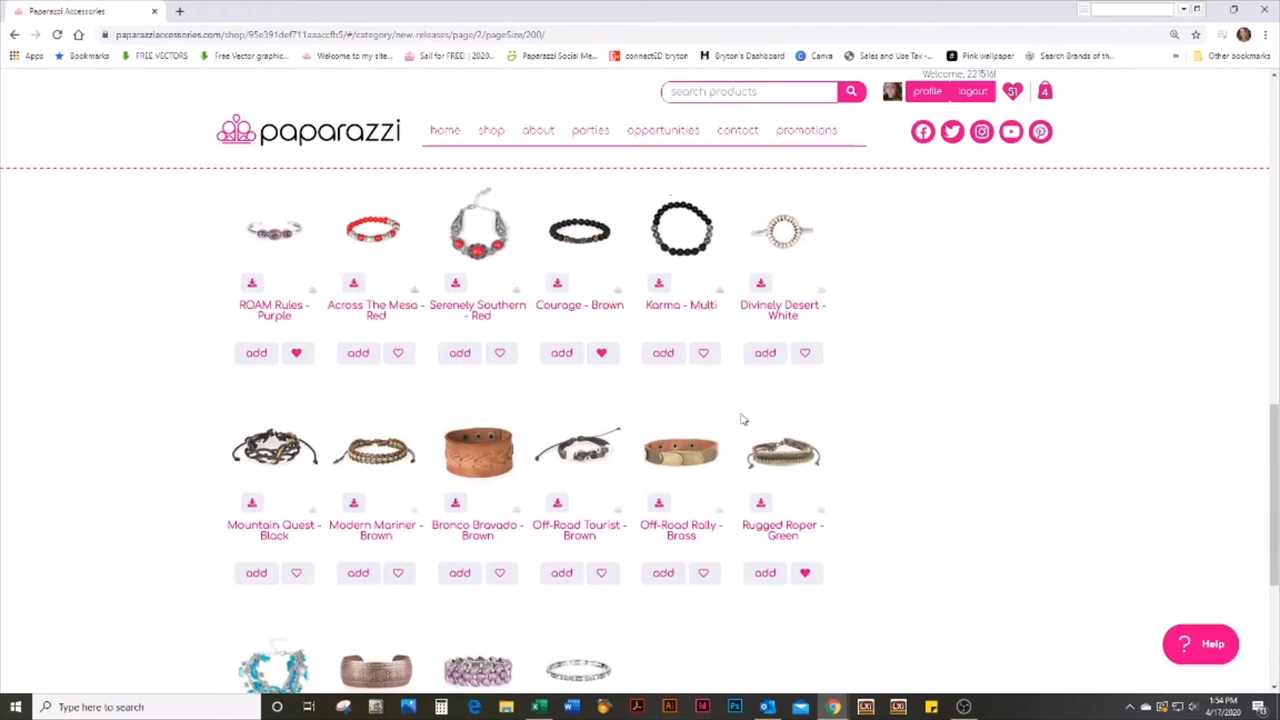 Paparazzi Accessories
paparazziaccessories.com/shop/95e391def711aaaccfb5/#/category/new-releases/page/2/pageSize/200/
Apps Bookmarks FREE VECTORS Free Vector graphic... Welcome to my site... Sell for FREE | 2020... Paparazzi Social Me... connectED bryton Bryton's Dashboard Canva Sales and Use Tax -... Pink wallpaper Search Brands of th... » Other bookmarks
Welcome, 221516!
search products profile logout 51 4
paparazzi home shop about parties opportunities contact promotions
ROAM Rules - Across The Mesa - Serenely Southern Courage - Brown Karma - Multi Divinely Desert -
Purple Red - Red White
add add add add add add
Mountain Quest - Modern Mariner - Bronco Bravado - Off-Road Tourist - Off-Road Rally - Rugged Roper -
Black Brown Brown Brown Brass Green
add add add add add add
? Help
Type here to search
1:54 PM
4/17/2020